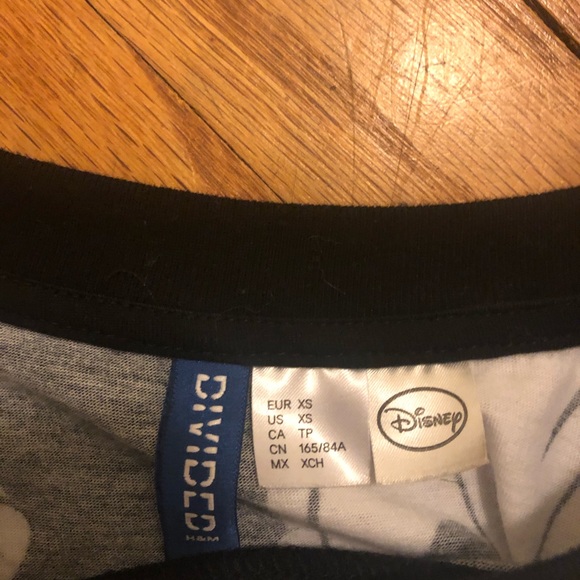 DIVIDED
H&M
EUR XS
US XS
CA TP
CN 165/84A
MX XCH
Disney